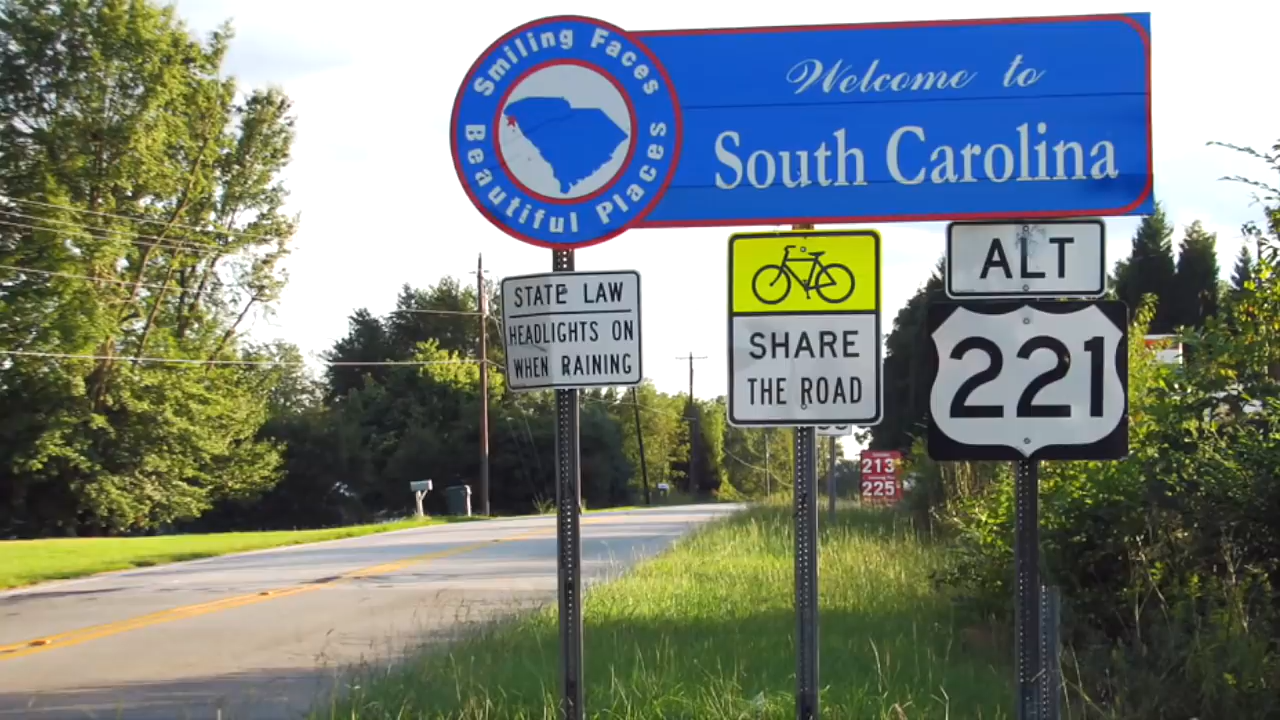 Smiling Faces
Beautiful Places
Welcome to
South Carolina
STATE LAW
HEADLIGHTS ON
WHEN RAINING
SHARE
THE ROAD
ALT
221
213
225